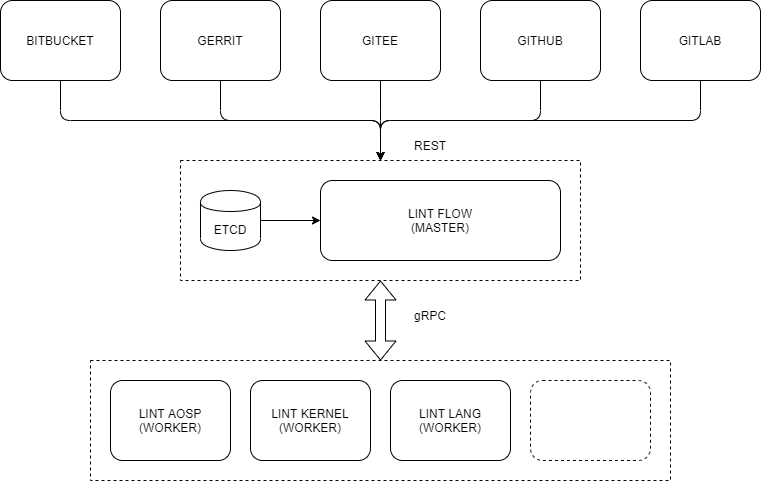 BITBUCKET
GERRIT
GITEE
GITHUB
GITLAB
REST
ETCD
LINT FLOW
(MASTER)
gRPC
LINT AOSP
(WORKER)
LINT KERNEL
(WORKER)
LINT LANG
(WORKER)